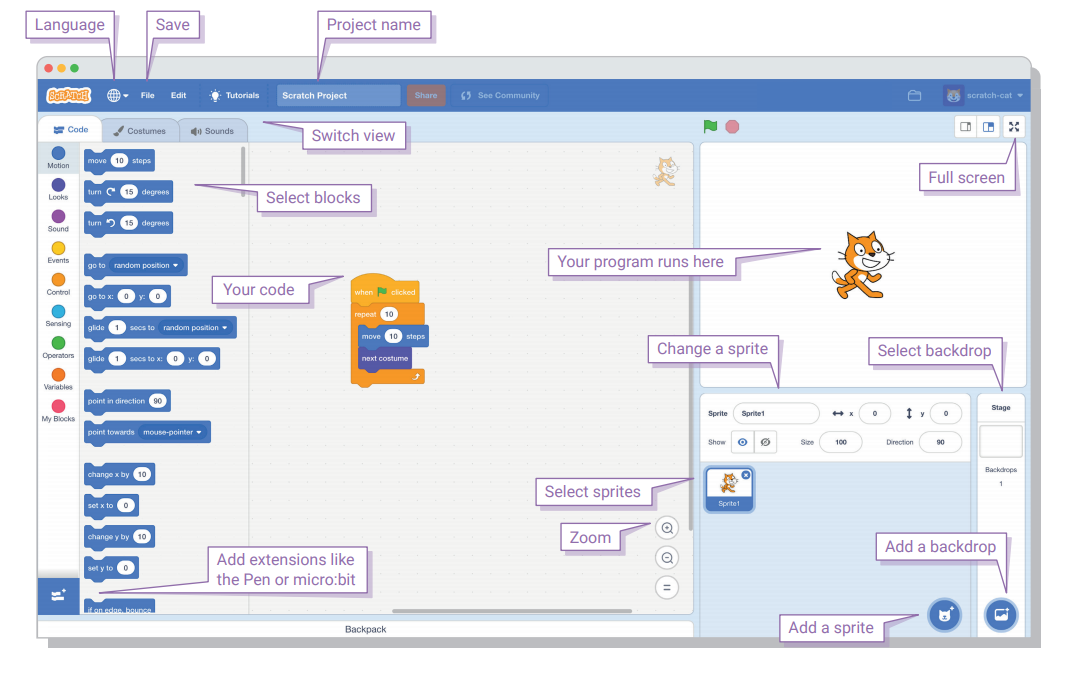 Language
Save
Project name
SCRATCH
File
Edit
Tutorials
Scratch Project
Share
See Community
scratch-cat
Code
Costumes
Sounds
Switch view
Full screen
Motion
Looks
Sound
Events
Control
Sensing
Operators
Variables
My Blocks
move 10 steps
turn 15 degrees
turn 15 degrees
go to random position
go to x: 0 y: 0
glide 1 secs to random position
glide 1 secs to x: 0 y: 0
point in direction 90
point towards mouse-pointer
change x by 10
set x to 0
change y by 10
set y to 0
if on edge, bounce
Select blocks
Your code
when clicked
repeat 10
move 10 steps
next costume
Your program runs here
Change a sprite
Select backdrop
Sprite Sprite1 x 0 y 0
Show Size 100 Direction 90
Sprite1
Stage
Backdrops
1
Select sprites
Zoom
Add extensions like
the Pen or micro:bit
Add a backdrop
Add a sprite
Backpack